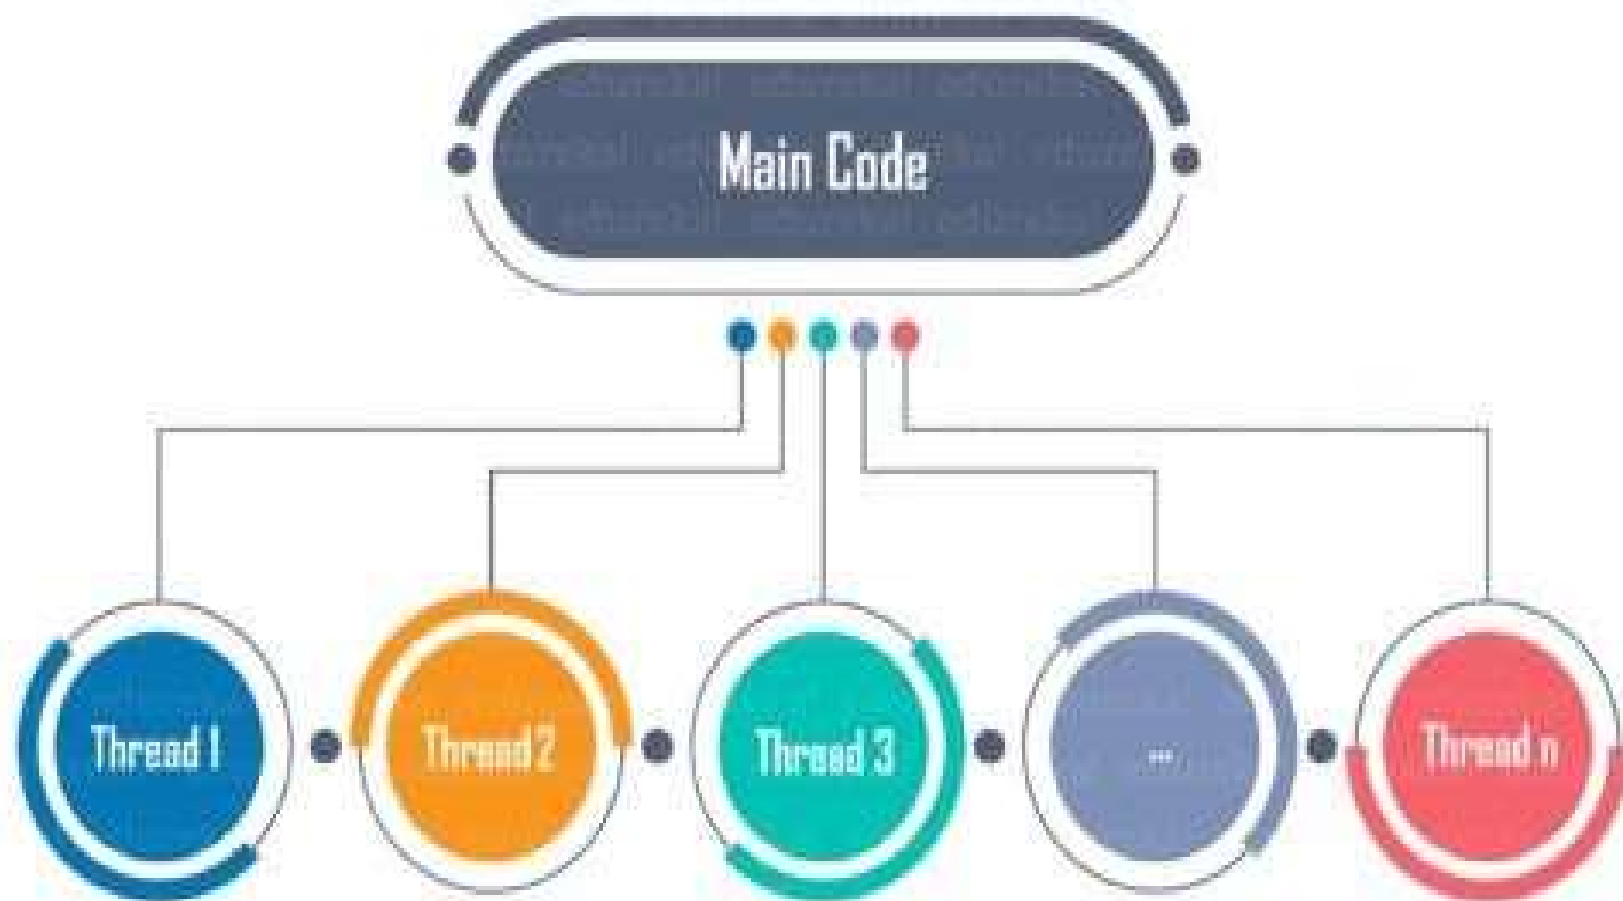 Main Code
Thread 1
Thread 2
Thread 3
...
Thread n